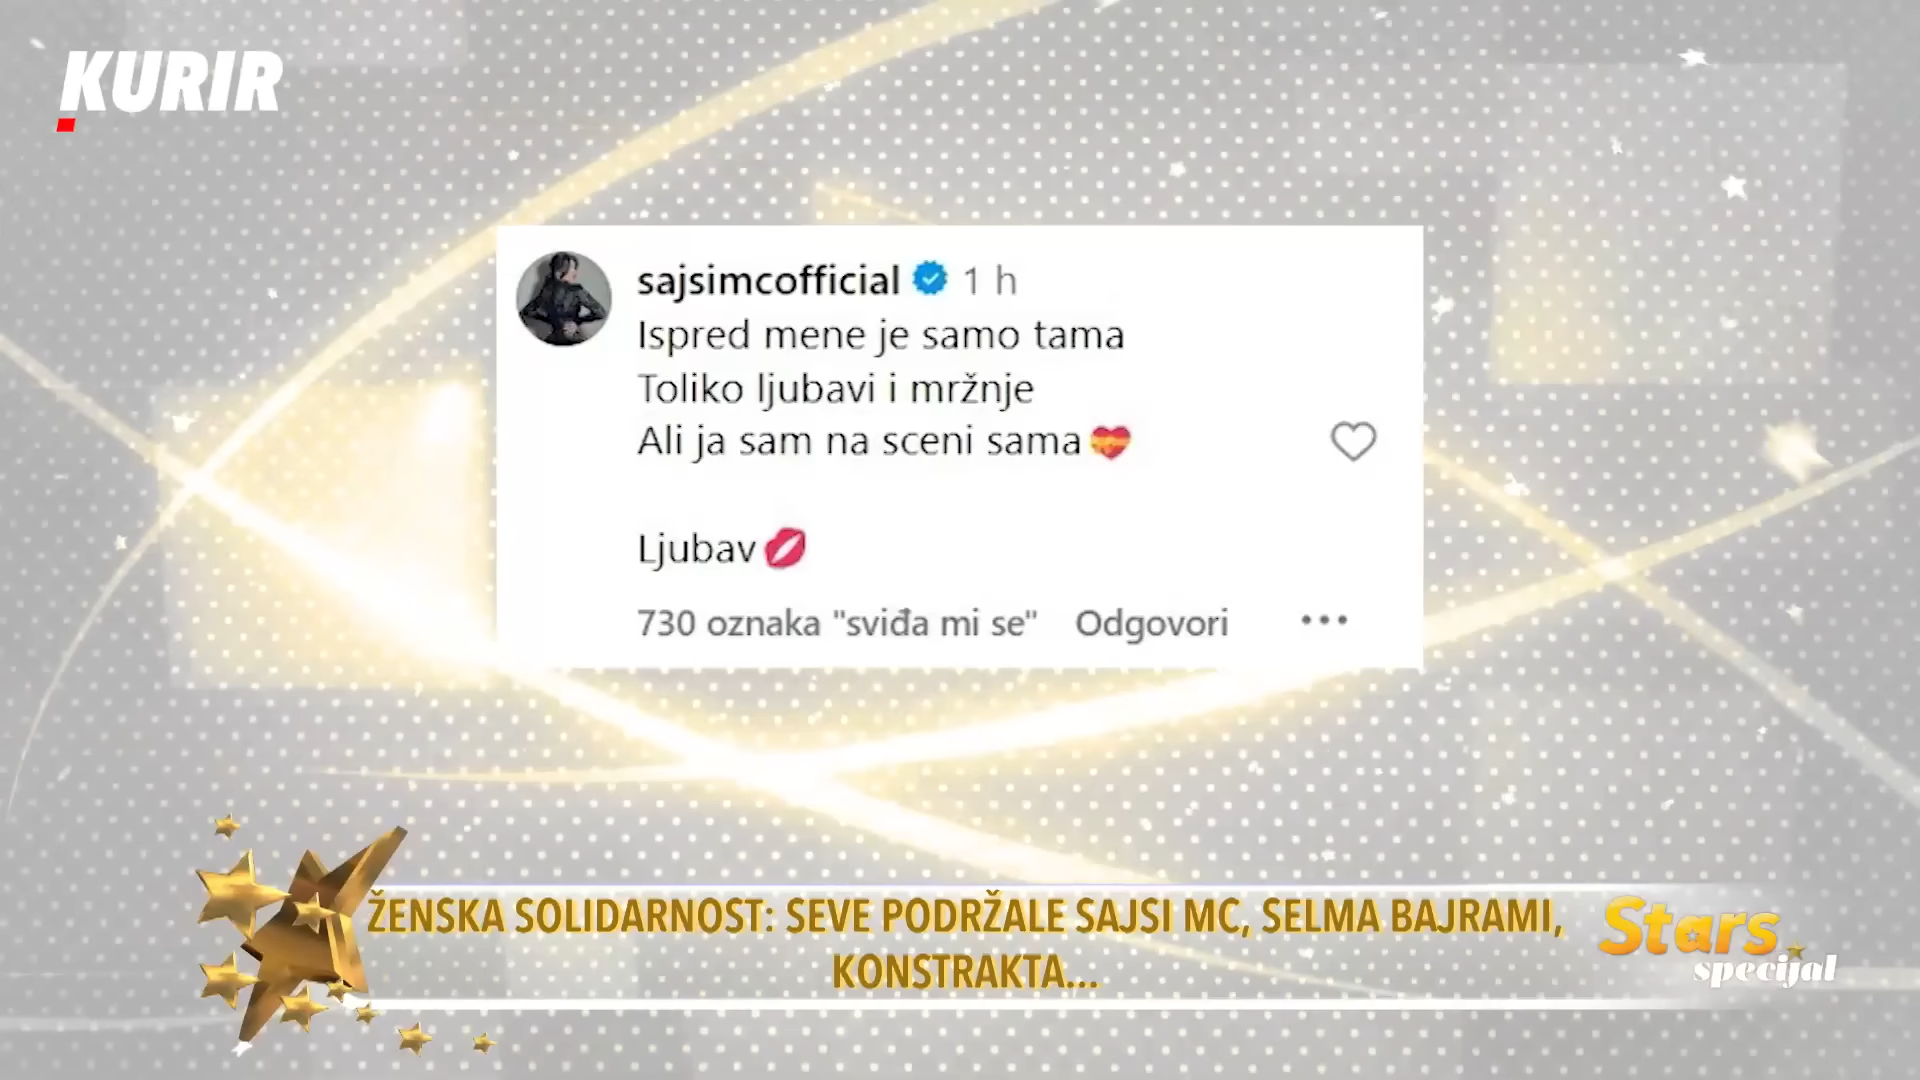 KURIR
sajsimcofficial 1 h
Ispred mene je samo tama
Toliko ljubavi i mržnje
Ali ja sam na sceni sama
Ljubav
730 oznaka "sviđa mi se" Odgovori
ŽENSKA SOLIDARNOST: SEVE PODRŽALE SAJSI MC, SELMA BAJRAMI,
KONSTRAKTA...
Stars
specijal